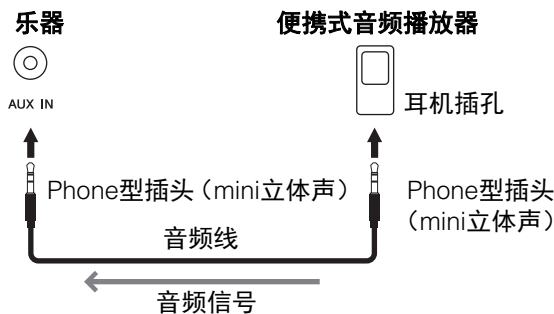 乐器
便携式音频播放器
AUX IN
耳机插孔
Phone型插头（mini立体声）
Phone型插头
（mini立体声）
音频线
音频信号